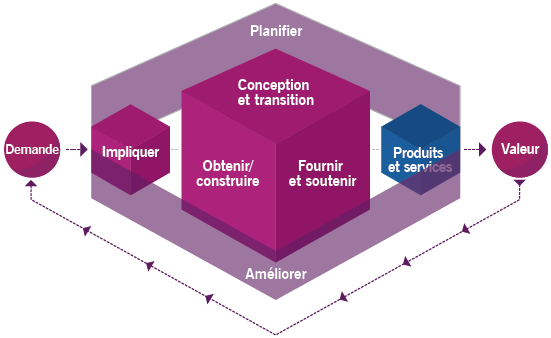 Planifier
Conception
et transition
Demande
Impliquer
Obtenir/
construire
Fournir
et soutenir
Produits
et services
Valeur
Améliorer